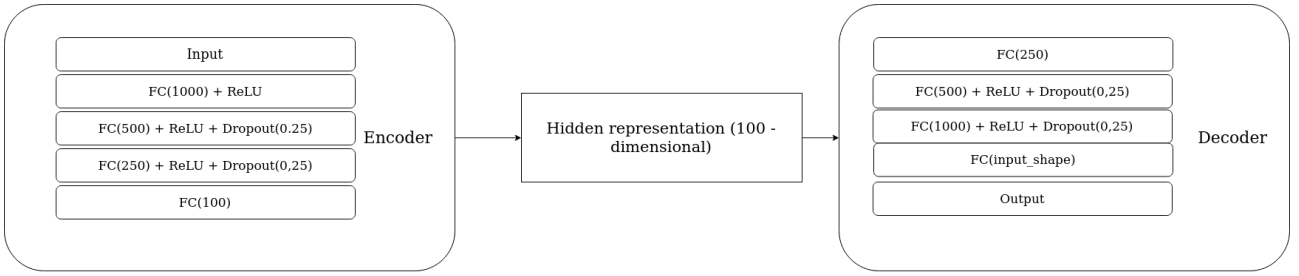 Input
FC(1000) + ReLU
FC(500) + ReLU + Dropout(0.25)
FC(250) + ReLU + Dropout(0,25)
FC(100)
Encoder
Hidden representation (100 -
dimensional)
FC(250)
FC(500) + ReLU + Dropout(0,25)
FC(1000) + ReLU + Dropout(0,25)
FC(input_shape)
Output
Decoder